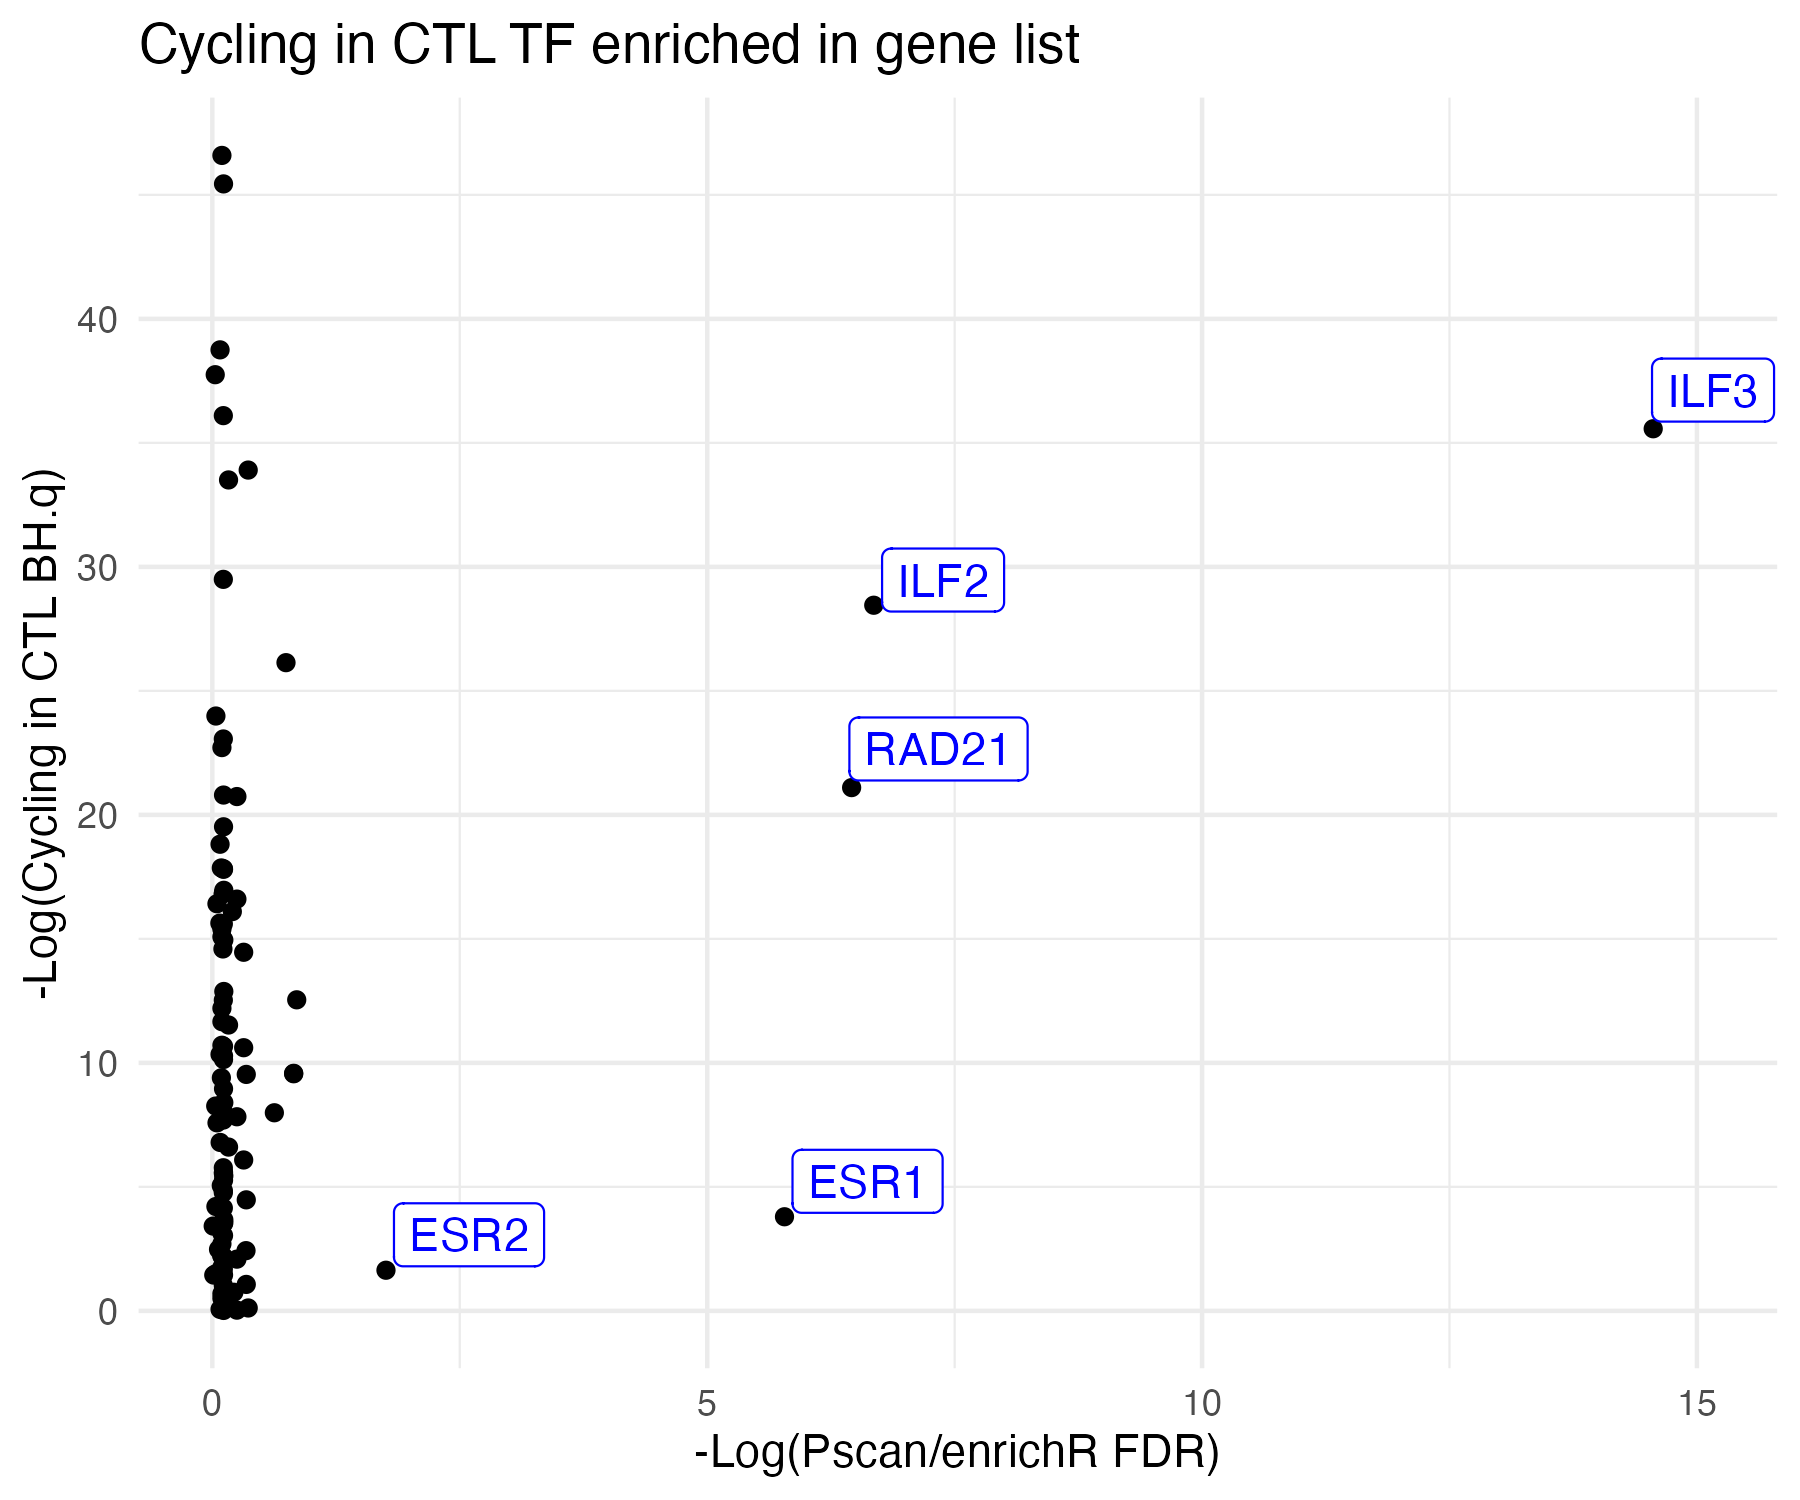 Cycling in CTL TF enriched in gene list
-Log(Cycling in CTL BH.q)
40
30
20
10
0
ILF3
ILF2
RAD21
ESR1
ESR2
0 5 10 15
-Log(Pscan/enrichR FDR)